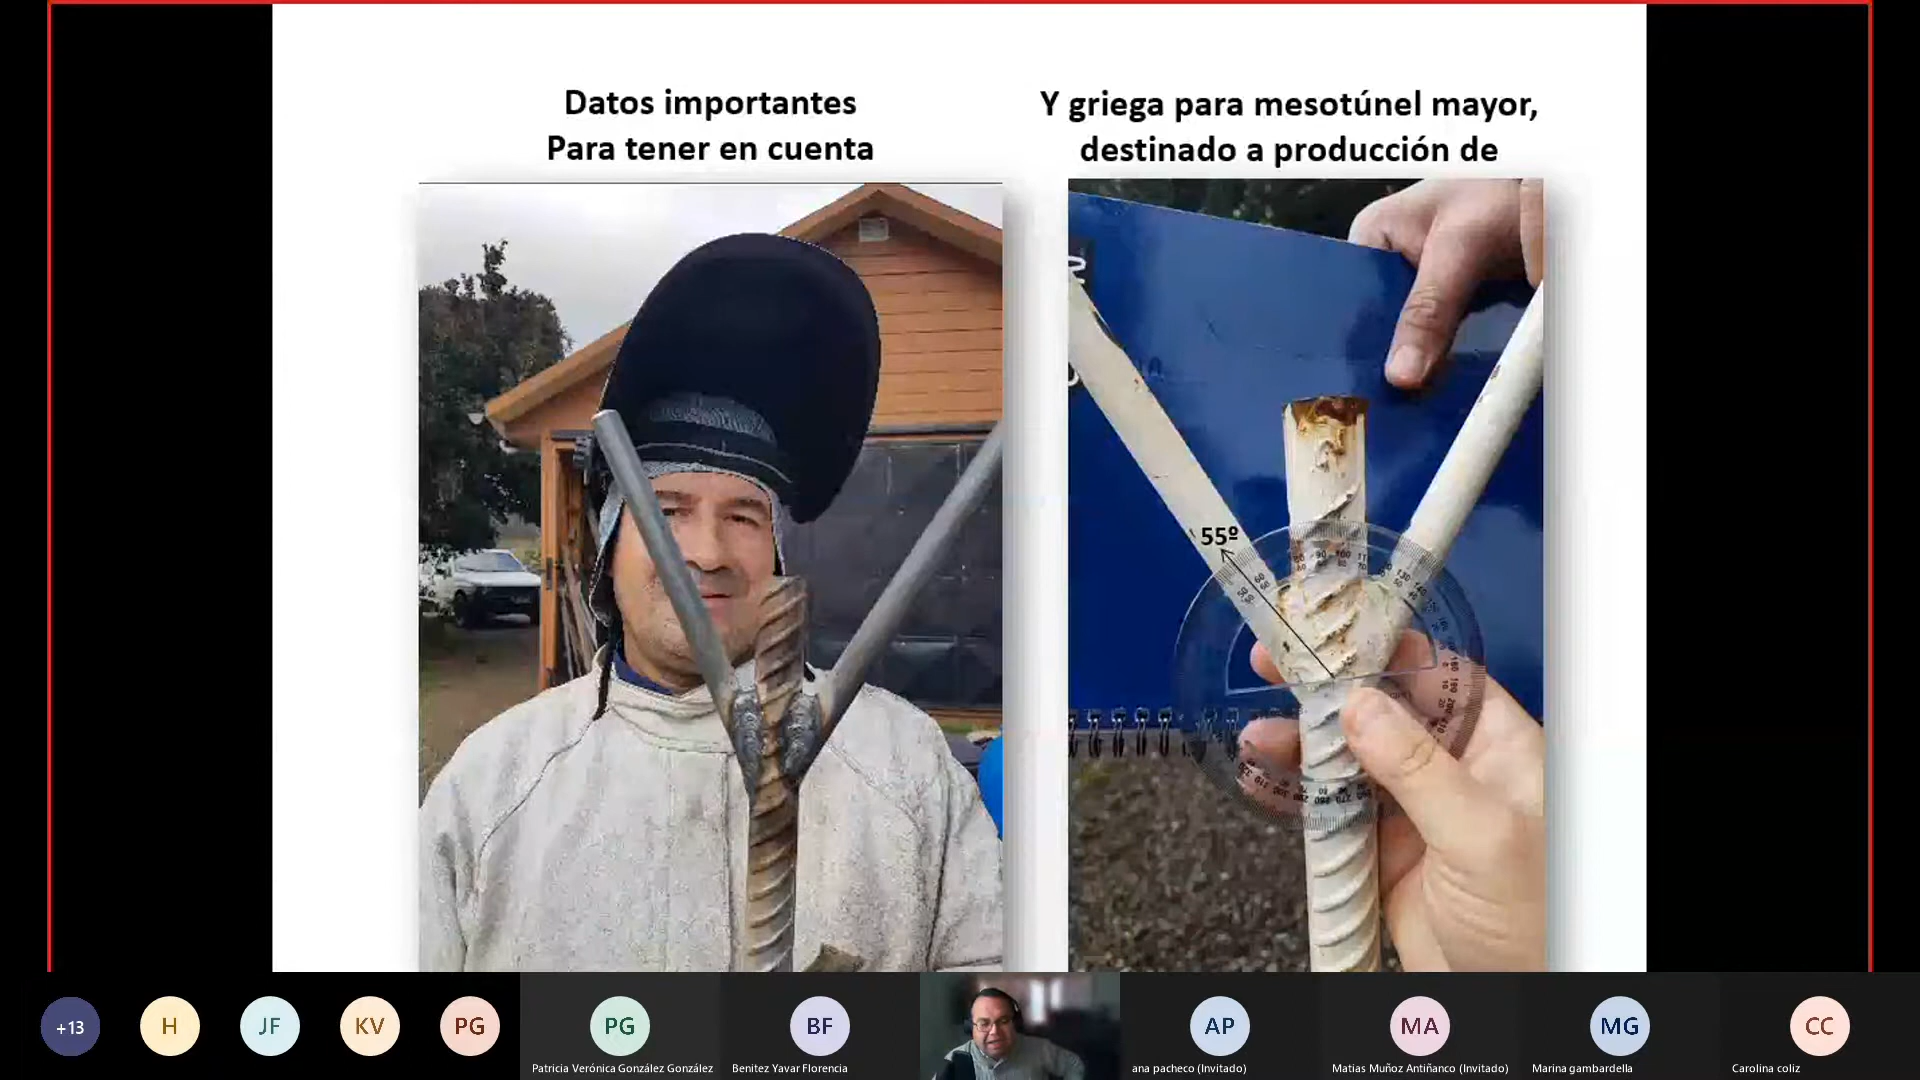 Datos importantes
Para tener en cuenta
Y griega para mesotúnel mayor,
destinado a producción de
55º
+13
H
JF
KV
PG
PG
BF
AP
MA
MG
CC
Patricia Verónica González González
Benitez Yavar Florencia
ana pacheco (Invitado)
Matias Muñoz Antiñanco (Invitado)
Marina gambardella
Carolina coliz